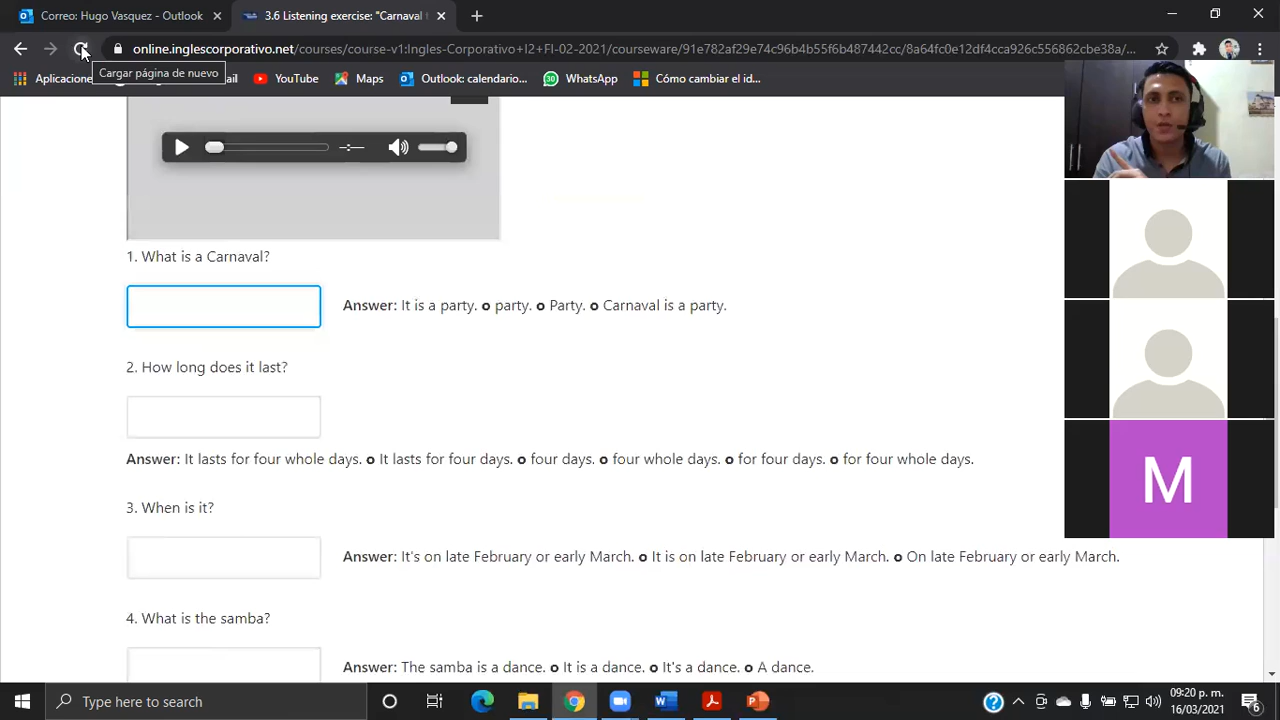 Correo: Hugo Vasquez - Outlook
3.6 Listening exercise: "Carnaval
online.inglescorporativo.net/courses/course-v1:Ingles-Corporativo+I2+FI-02-2021/courseware/91e782af29c74c96b4b55f6b487442cc/8a64fc0e12df4cca926c556862cbe38a/...
Aplicacione
Cargar página de nuevo
ail
YouTube
Maps
Outlook: calendario...
WhatsApp
Cómo cambiar el id...
1. What is a Carnaval?
Answer: It is a party. o party. o Party. o Carnaval is a party.
2. How long does it last?
Answer: It lasts for four whole days. o It lasts for four days. o four days. o four whole days. o for four days. o for four whole days.
3. When is it?
Answer: It's on late February or early March. o It is on late February or early March. o On late February or early March.
4. What is the samba?
Answer: The samba is a dance. o It is a dance. o It's a dance. o A dance.
M
Type here to search
09:20 p. m.
16/03/2021
6